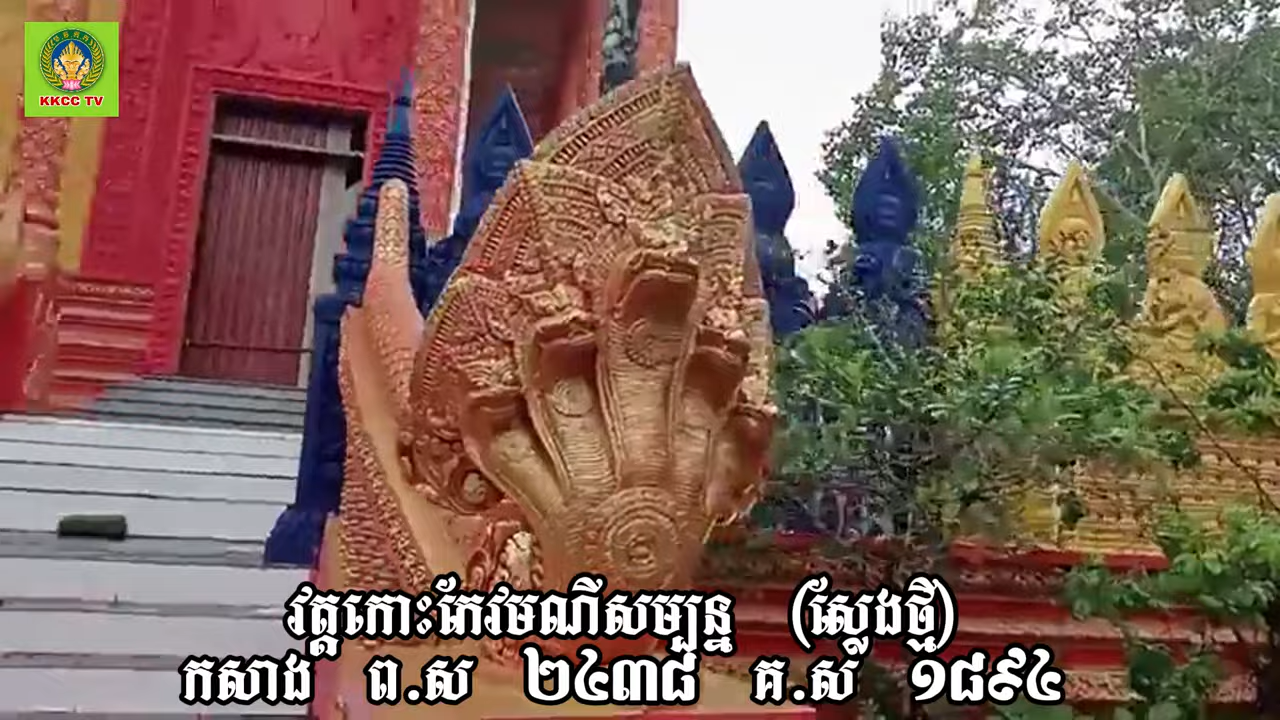 KKCC TV
វត្តកោះកែវមណីសម្បន្ន (ស្លែងថ្មី)
កសាង ព.ស ២៤៣៨ គ.ស ១៨៩៤